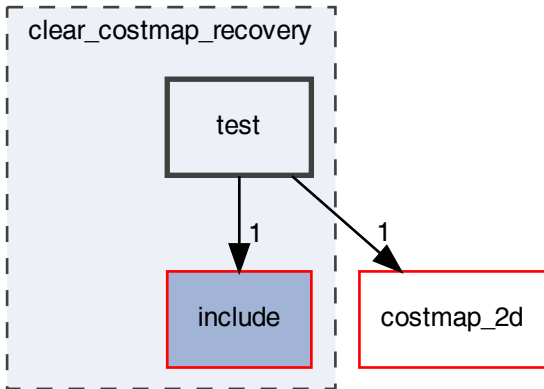 clear_costmap_recovery
test
1
1
include
costmap_2d